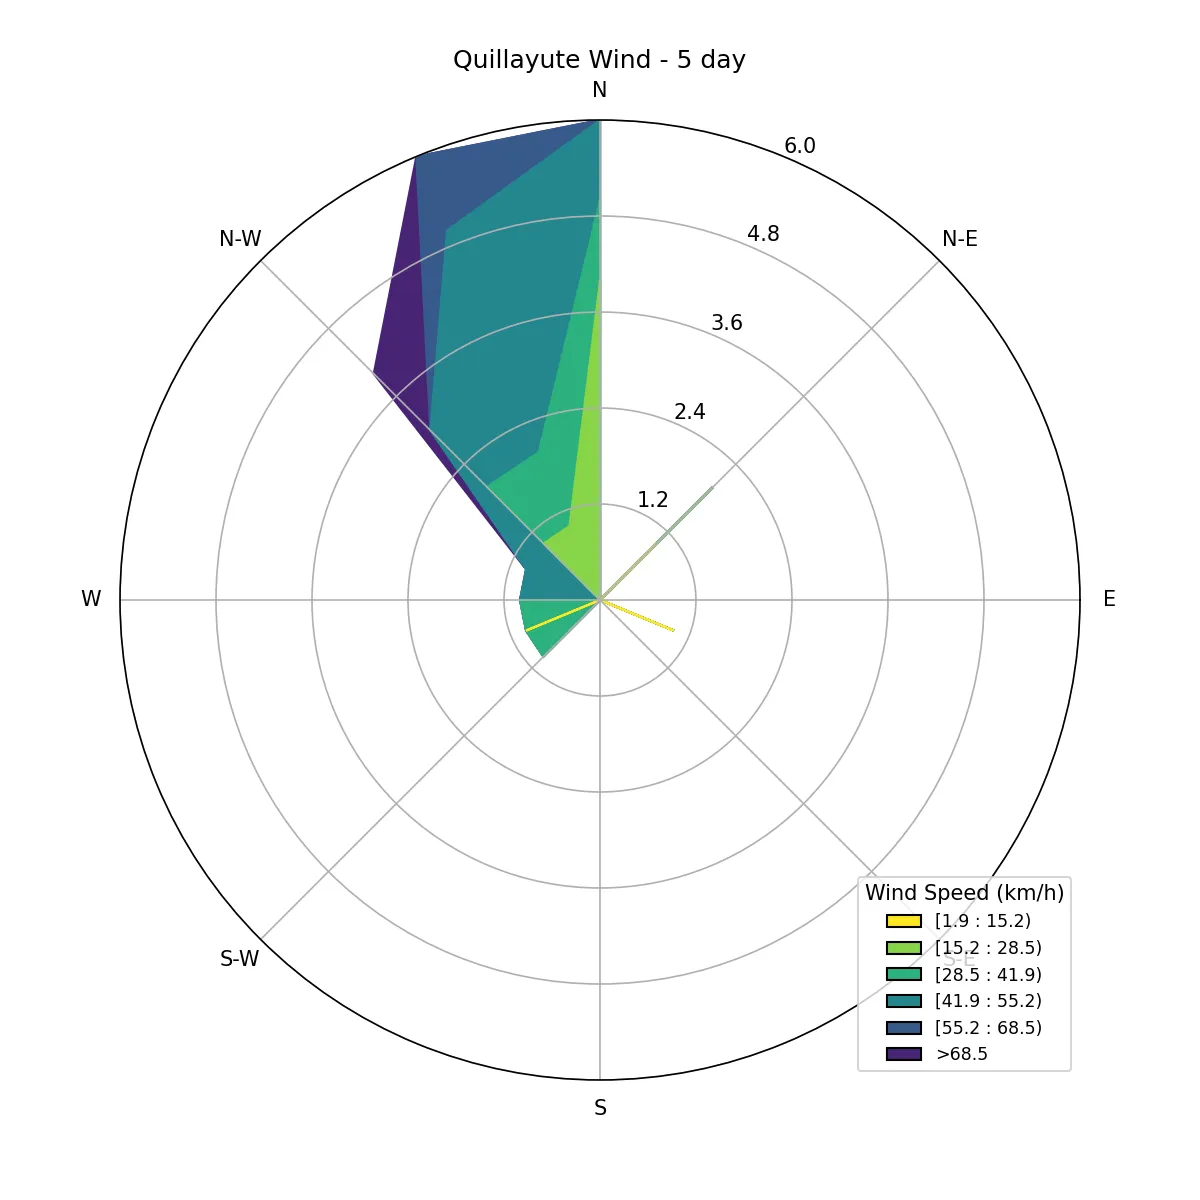 Quillayute Wind - 5 day
N
6.0
N-W
N-E
4.8
3.6
2.4
1.2
W
E
Wind Speed (km/h)
[1.9 : 15.2)
[15.2 : 28.5)
S-W
S-E
[28.5 : 41.9)
[41.9 : 55.2)
[55.2 : 68.5)
>68.5
S